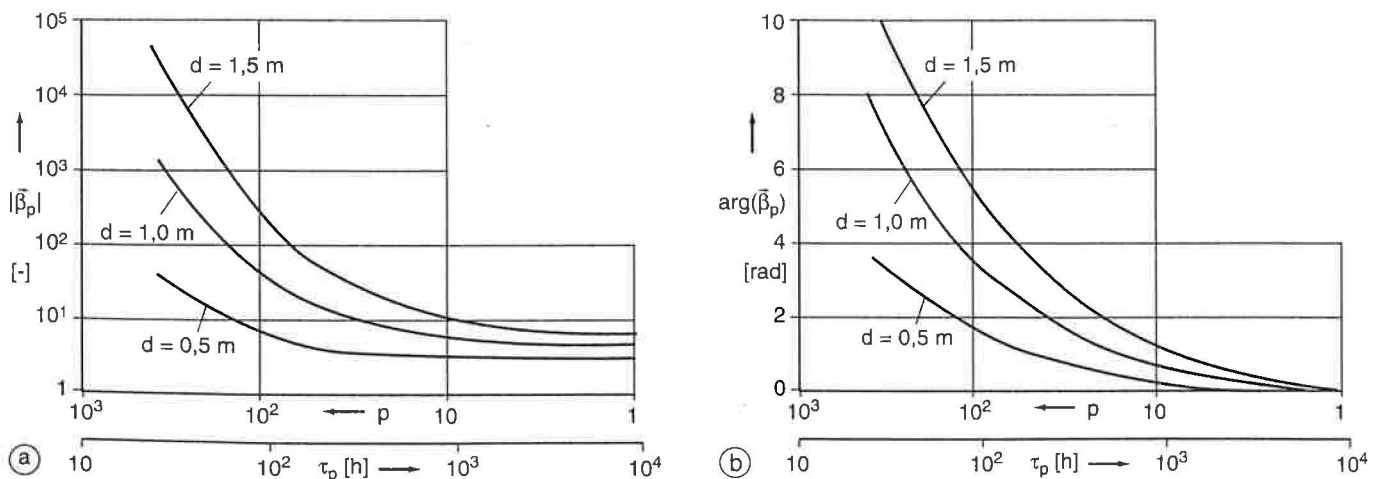 10⁵
10⁴
10³
|β⃗ₚ|
10²
[-]
10¹
1
d = 1,5 m
d = 1,0 m
d = 0,5 m
10³ 10² ← p 10 1
10 10² τₚ [h] → 10³ 10⁴
a
10
8
6
arg(β⃗ₚ)
4
[rad]
2
0
d = 1,5 m
d = 1,0 m
d = 0,5 m
10³ 10² ← p 10 1
10 10² τₚ [h] → 10³ 10⁴
b